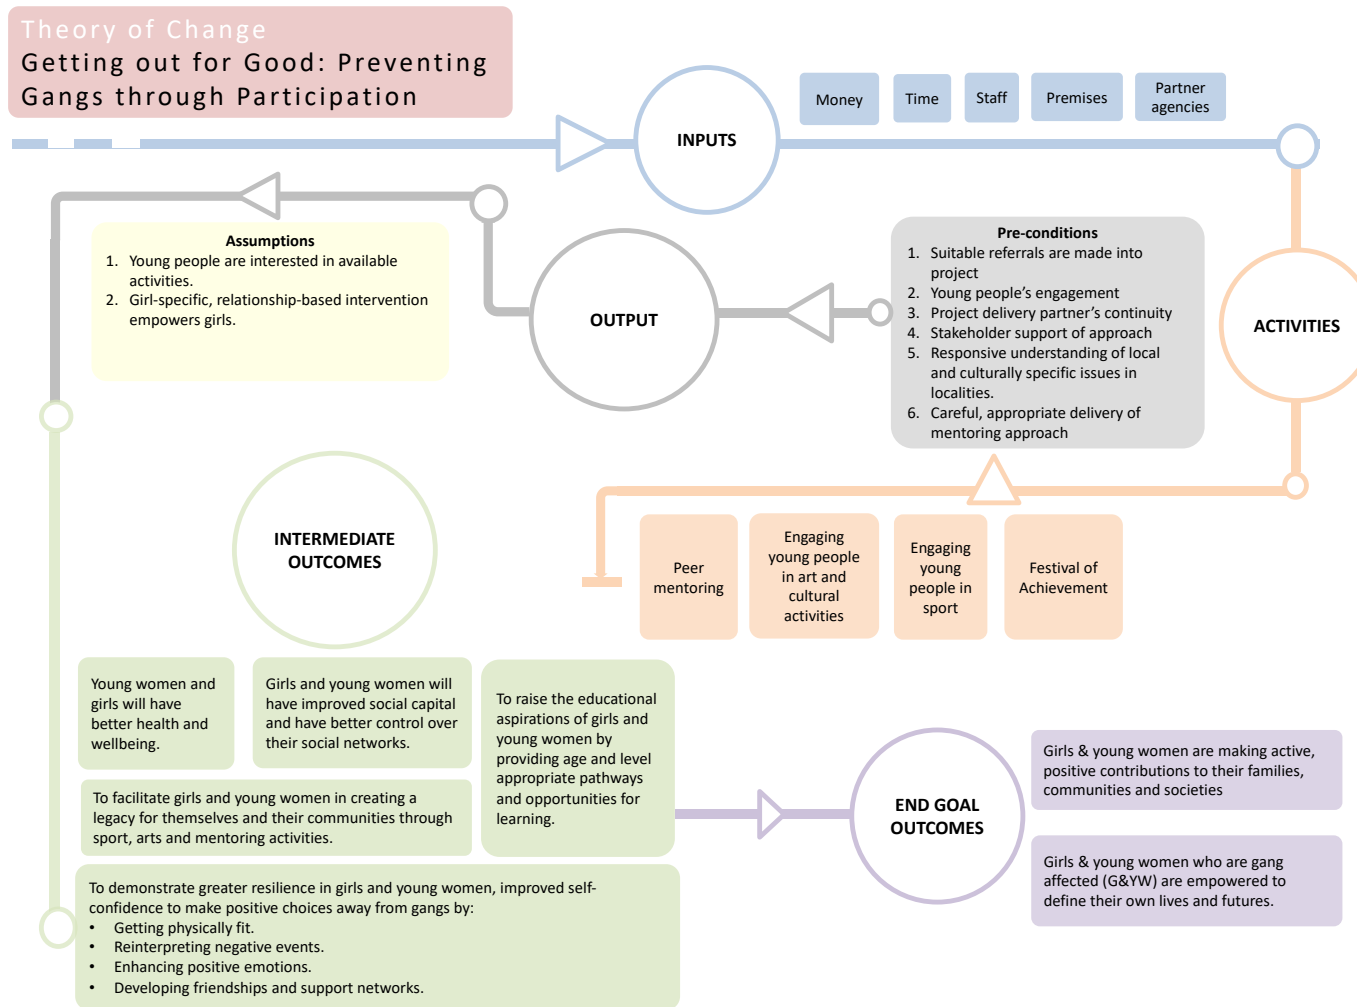 Theory of Change
Getting out for Good: Preventing
Gangs through Participation
INPUTS
Money
Time
Staff
Premises
Partner
agencies
ACTIVITIES
Pre-conditions
1. Suitable referrals are made into
project
2. Young people’s engagement
3. Project delivery partner’s continuity
4. Stakeholder support of approach
5. Responsive understanding of local
and culturally specific issues in
localities.
6. Careful, appropriate delivery of
mentoring approach
OUTPUT
Assumptions
1. Young people are interested in available
activities.
2. Girl-specific, relationship-based intervention
empowers girls.
Peer
mentoring
Engaging
young people
in art and
cultural
activities
Engaging
young
people in
sport
Festival of
Achievement
INTERMEDIATE
OUTCOMES
Young women and
girls will have
better health and
wellbeing.
Girls and young women will
have improved social capital
and have better control over
their social networks.
To raise the educational
aspirations of girls and
young women by
providing age and level
appropriate pathways
and opportunities for
learning.
To facilitate girls and young women in creating a
legacy for themselves and their communities through
sport, arts and mentoring activities.
To demonstrate greater resilience in girls and young women, improved self-
confidence to make positive choices away from gangs by:
• Getting physically fit.
• Reinterpreting negative events.
• Enhancing positive emotions.
• Developing friendships and support networks.
END GOAL
OUTCOMES
Girls & young women are making active,
positive contributions to their families,
communities and societies
Girls & young women who are gang
affected (G&YW) are empowered to
define their own lives and futures.